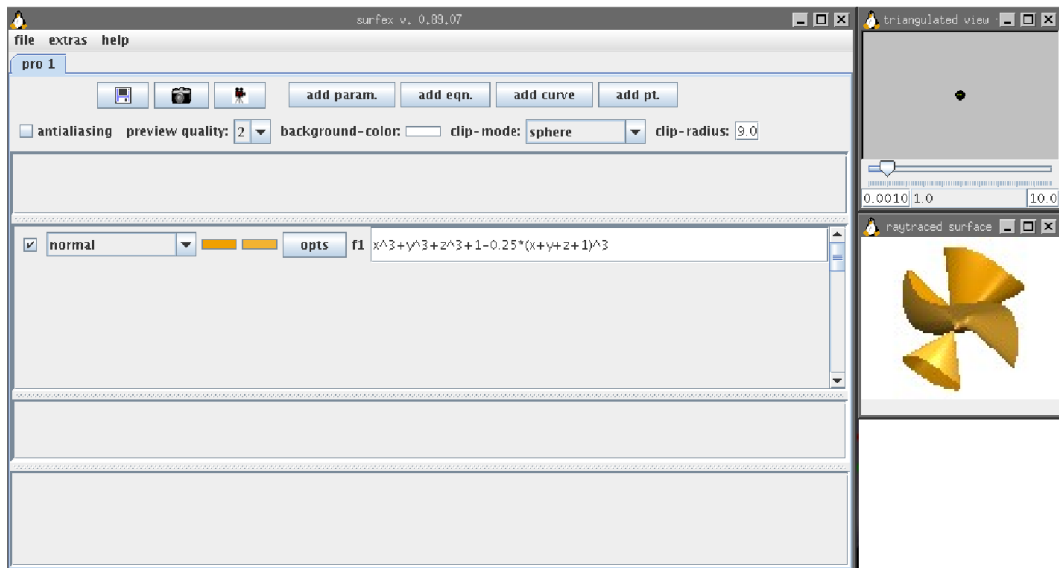 surfex v. 0.89.07
file extras help
pro 1
add param. add eqn. add curve add pt.
antialiasing preview quality: 2 background-color: clip-mode: sphere clip-radius: 9.0
normal opts f1 x^3+y^3+z^3+1-0.25*(x+y+z+1)^3
triangulated view
0.0010 1.0 10.0
raytraced surface